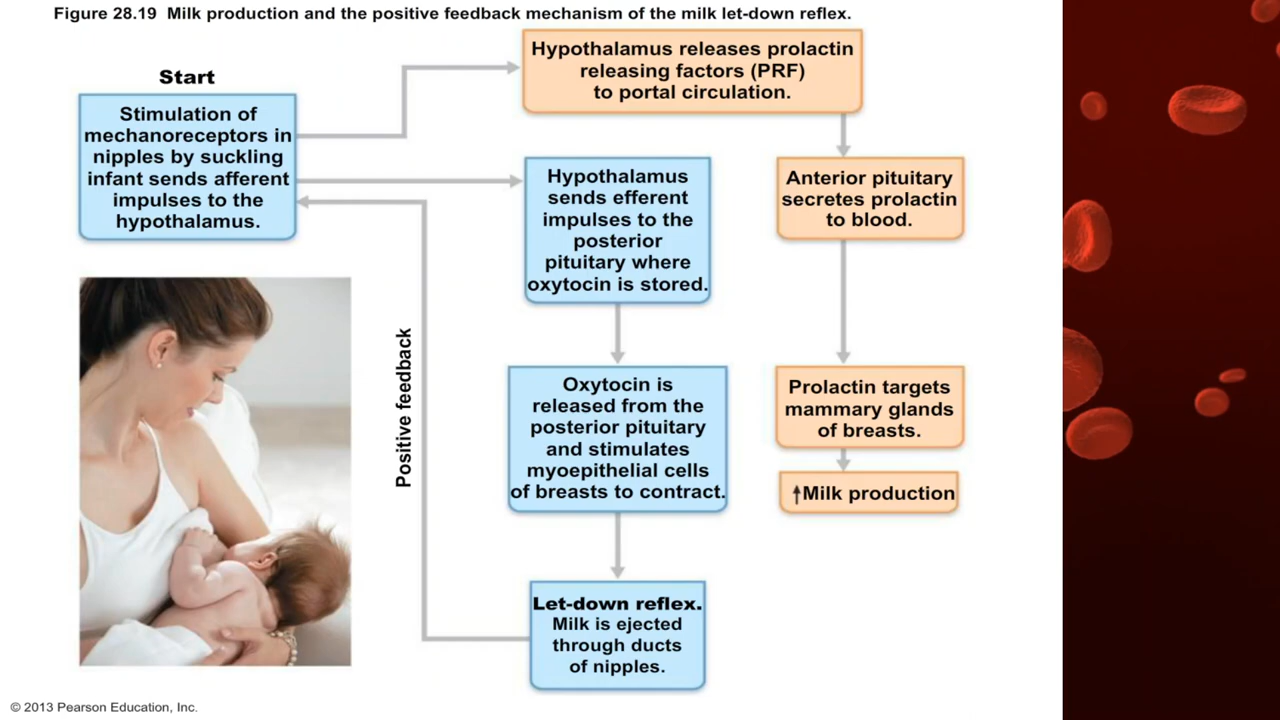 Figure 28.19 Milk production and the positive feedback mechanism of the milk let-down reflex.
Start
Stimulation of
mechanoreceptors in
nipples by suckling
infant sends afferent
impulses to the
hypothalamus.
Hypothalamus releases prolactin
releasing factors (PRF)
to portal circulation.
Hypothalamus
sends efferent
impulses to the
posterior
pituitary where
oxytocin is stored.
Anterior pituitary
secretes prolactin
to blood.
Positive feedback
Oxytocin is
released from the
posterior pituitary
and stimulates
myoepithelial cells
of breasts to contract.
Prolactin targets
mammary glands
of breasts.
↑Milk production
Let-down reflex.
Milk is ejected
through ducts
of nipples.
© 2013 Pearson Education, Inc.